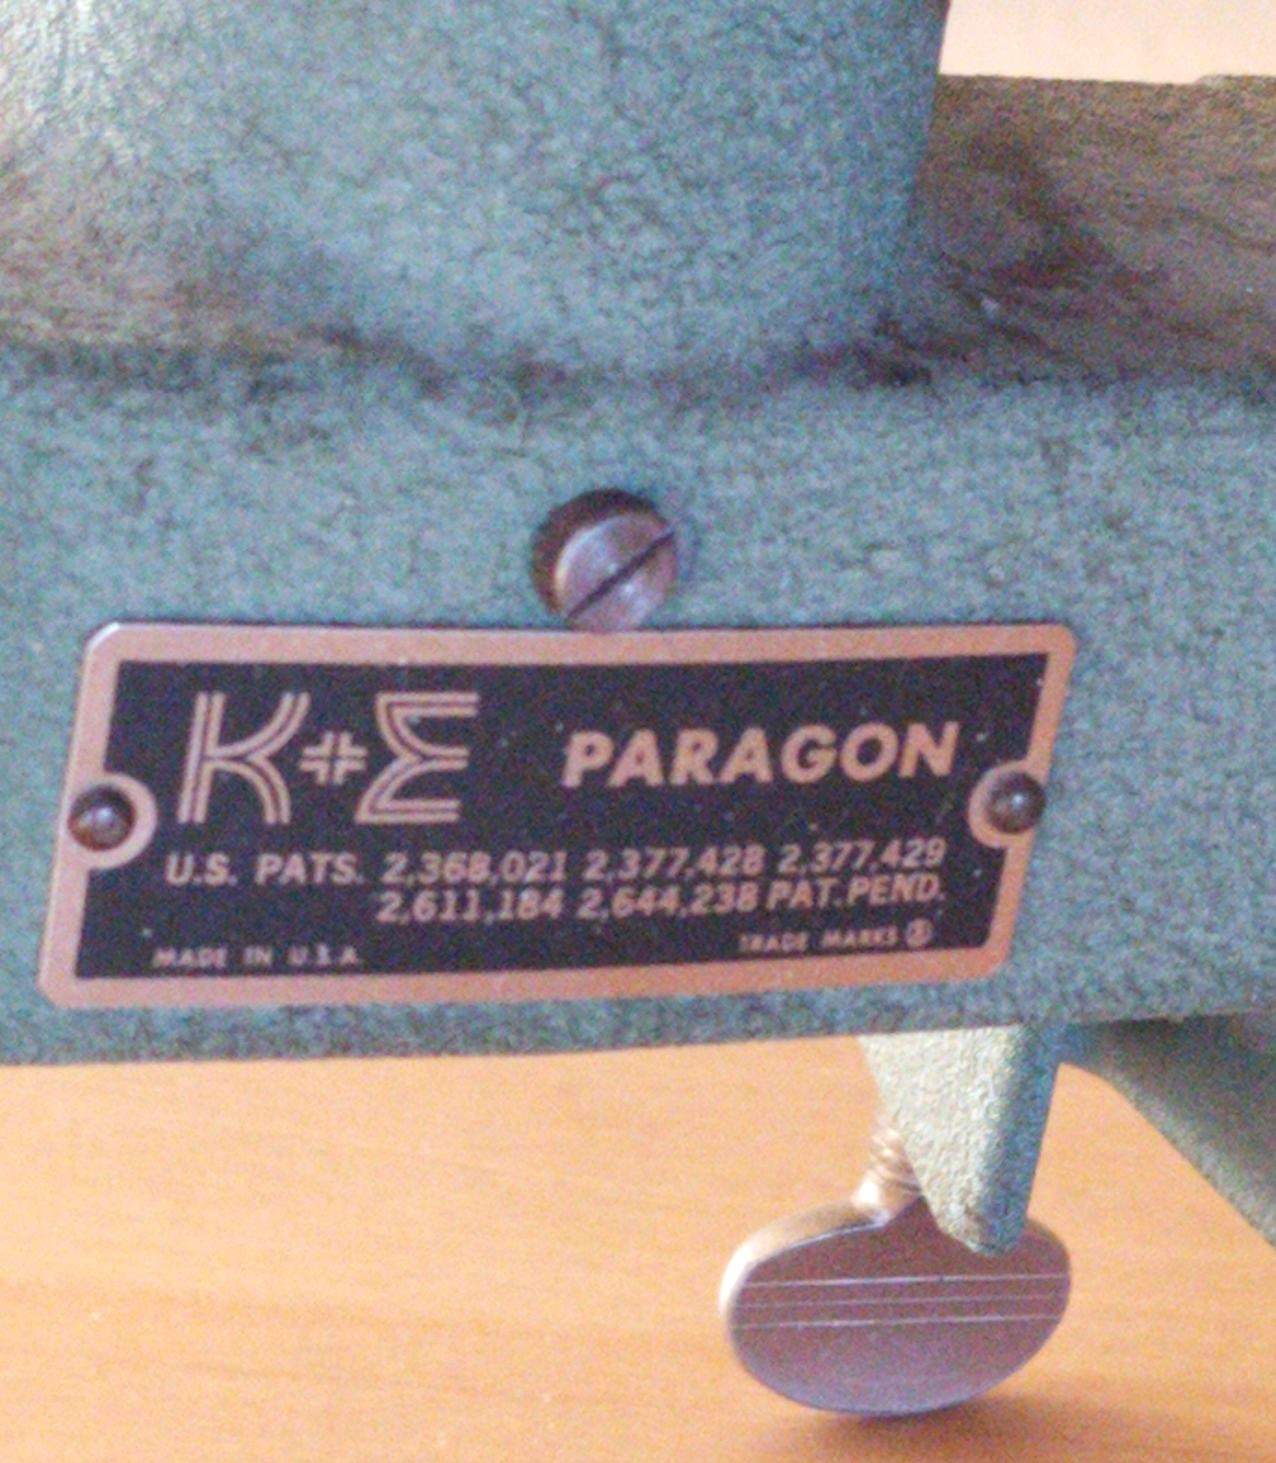 K+E PARAGON
U.S. PATS. 2,368,021 2,377,428 2,377,429
2,611,184 2,644,238 PAT. PEND.
MADE IN U.S.A.
TRADE MARKS ®